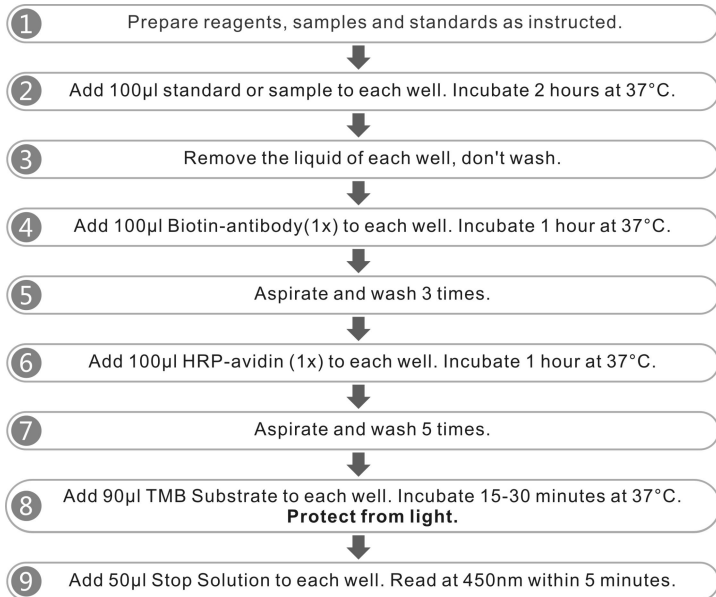 1 Prepare reagents, samples and standards as instructed.
2 Add 100µl standard or sample to each well. Incubate 2 hours at 37°C.
3 Remove the liquid of each well, don't wash.
4 Add 100µl Biotin-antibody(1x) to each well. Incubate 1 hour at 37°C.
5 Aspirate and wash 3 times.
6 Add 100µl HRP-avidin (1x) to each well. Incubate 1 hour at 37°C.
7 Aspirate and wash 5 times.
8 Add 90µl TMB Substrate to each well. Incubate 15-30 minutes at 37°C.
Protect from light.
9 Add 50µl Stop Solution to each well. Read at 450nm within 5 minutes.